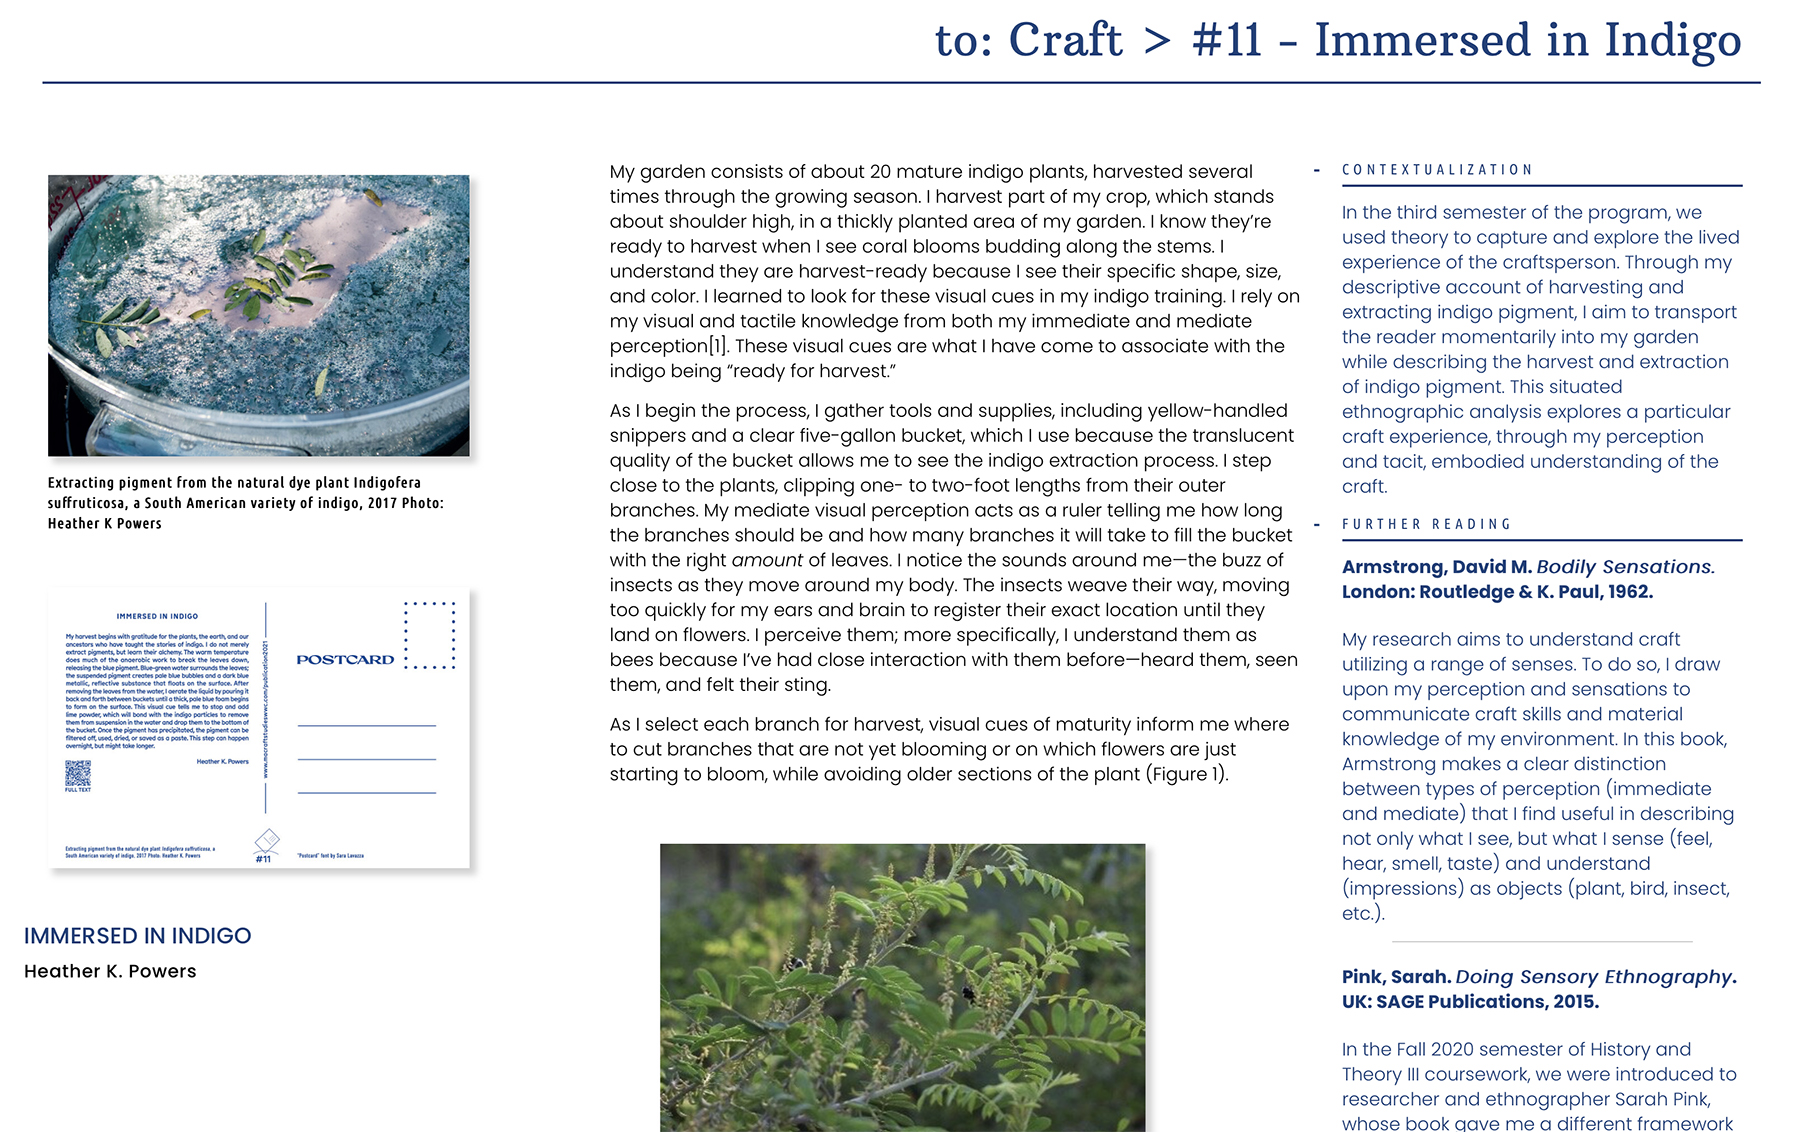 to: Craft > #11 - Immersed in Indigo
Extracting pigment from the natural dye plant Indigofera
suffruticosa, a South American variety of indigo, 2017 Photo:
Heather K Powers
IMMERSED IN INDIGO
My harvest begins with gratitude for the plants, the earth, and our
ancestors who have taught the stories of indigo. I do not merely
extract pigments, but learn their alchemy. The warm temperature
does much of the anaerobic work to break the leaves down,
releasing the blue pigment. Blue-green water surrounds the leaves;
the suspended pigment creates pale blue bubbles and a dark blue
metallic, reflective substance that floats on the surface. After
removing the leaves from the water, I aerate the liquid by pouring it
back and forth between buckets until a thick, pale blue foam begins
to form on the surface. This visual cue tells me to stop and add
lime powder, which will bond with the indigo particles to remove
them from suspension in the water and drop them to the bottom of
the bucket. Once the pigment has precipitated, the pigment can be
filtered off, used, dried, or saved as a paste. This step can happen
overnight, but might take longer.
Heather K. Powers
FULL TEXT
Extracting pigment from the natural dye plant Indigofera suffruticosa, a
South American variety of indigo, 2017 Photo. Heather K. Powers
www.macraftstudieswwc.com/publication2021
#11
POSTCARD
"Postcard" font by Sara Lavazza
IMMERSED IN INDIGO
Heather K. Powers
My garden consists of about 20 mature indigo plants, harvested several
times through the growing season. I harvest part of my crop, which stands
about shoulder high, in a thickly planted area of my garden. I know they’re
ready to harvest when I see coral blooms budding along the stems. I
understand they are harvest-ready because I see their specific shape, size,
and color. I learned to look for these visual cues in my indigo training. I rely on
my visual and tactile knowledge from both my immediate and mediate
perception[1]. These visual cues are what I have come to associate with the
indigo being “ready for harvest.”
As I begin the process, I gather tools and supplies, including yellow-handled
snippers and a clear five-gallon bucket, which I use because the translucent
quality of the bucket allows me to see the indigo extraction process. I step
close to the plants, clipping one- to two-foot lengths from their outer
branches. My mediate visual perception acts as a ruler telling me how long
the branches should be and how many branches it will take to fill the bucket
with the right amount of leaves. I notice the sounds around me—the buzz of
insects as they move around my body. The insects weave their way, moving
too quickly for my ears and brain to register their exact location until they
land on flowers. I perceive them; more specifically, I understand them as
bees because I’ve had close interaction with them before—heard them, seen
them, and felt their sting.
As I select each branch for harvest, visual cues of maturity inform me where
to cut branches that are not yet blooming or on which flowers are just
starting to bloom, while avoiding older sections of the plant (Figure 1).
- CONTEXTUALIZATION
In the third semester of the program, we
used theory to capture and explore the lived
experience of the craftsperson. Through my
descriptive account of harvesting and
extracting indigo pigment, I aim to transport
the reader momentarily into my garden
while describing the harvest and extraction
of indigo pigment. This situated
ethnographic analysis explores a particular
craft experience, through my perception
and tacit, embodied understanding of the
craft.
- FURTHER READING
Armstrong, David M. Bodily Sensations.
London: Routledge & K. Paul, 1962.
My research aims to understand craft
utilizing a range of senses. To do so, I draw
upon my perception and sensations to
communicate craft skills and material
knowledge of my environment. In this book,
Armstrong makes a clear distinction
between types of perception (immediate
and mediate) that I find useful in describing
not only what I see, but what I sense (feel,
hear, smell, taste) and understand
(impressions) as objects (plant, bird, insect,
etc.).
Pink, Sarah. Doing Sensory Ethnography.
UK: SAGE Publications, 2015.
In the Fall 2020 semester of History and
Theory III coursework, we were introduced to
researcher and ethnographer Sarah Pink,
whose book gave me a different framework